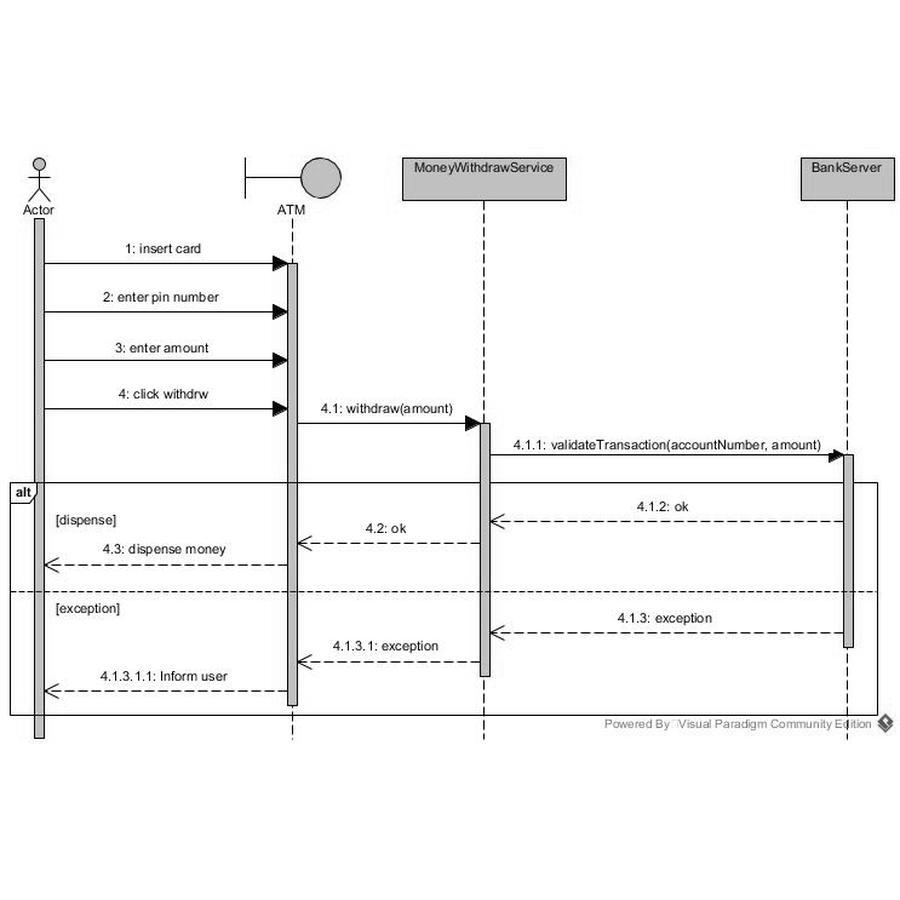 MoneyWithdrawService
BankServer
Actor
ATM
1: insert card
2: enter pin number
3: enter amount
4: click withdrw
4.1: withdraw(amount)
4.1.1: validateTransaction(accountNumber, amount)
alt
[dispense]
4.1.2: ok
4.2: ok
4.3: dispense money
[exception]
4.1.3: exception
4.1.3.1: exception
4.1.3.1.1: Inform user
Powered By Visual Paradigm Community Edition